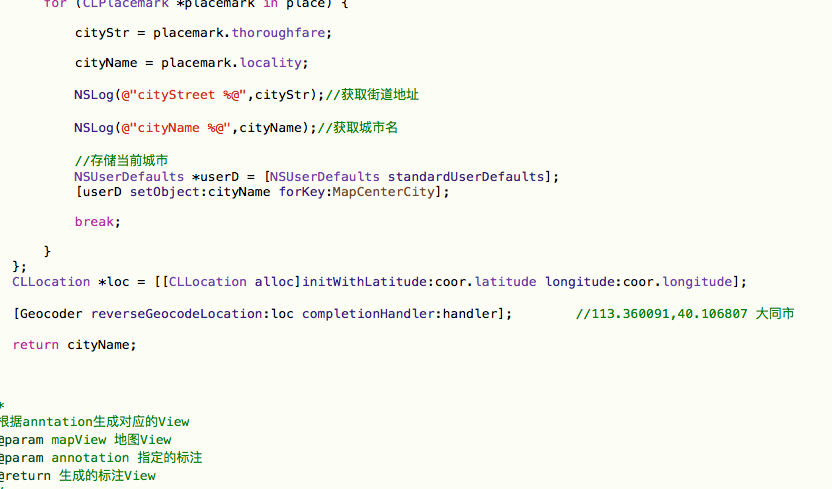 for (CLPlacemark *placemark in place) {
cityStr = placemark.thoroughfare;
cityName = placemark.locality;
NSLog(@"cityStreet %@",cityStr);//获取街道地址
NSLog(@"cityName %@",cityName);//获取城市名
//存储当前城市
NSUserDefaults *userD = [NSUserDefaults standardUserDefaults];
[userD setObject:cityName forKey:MapCenterCity];
break;
}
};
CLLocation *loc = [[CLLocation alloc]initWithLatitude:coor.latitude longitude:coor.longitude];
[Geocoder reverseGeocodeLocation:loc completionHandler:handler]; //113.360091,40.106807 大同市
return cityName;
*
根据anntation生成对应的View
@param mapView 地图View
@param annotation 指定的标注
@return 生成的标注View